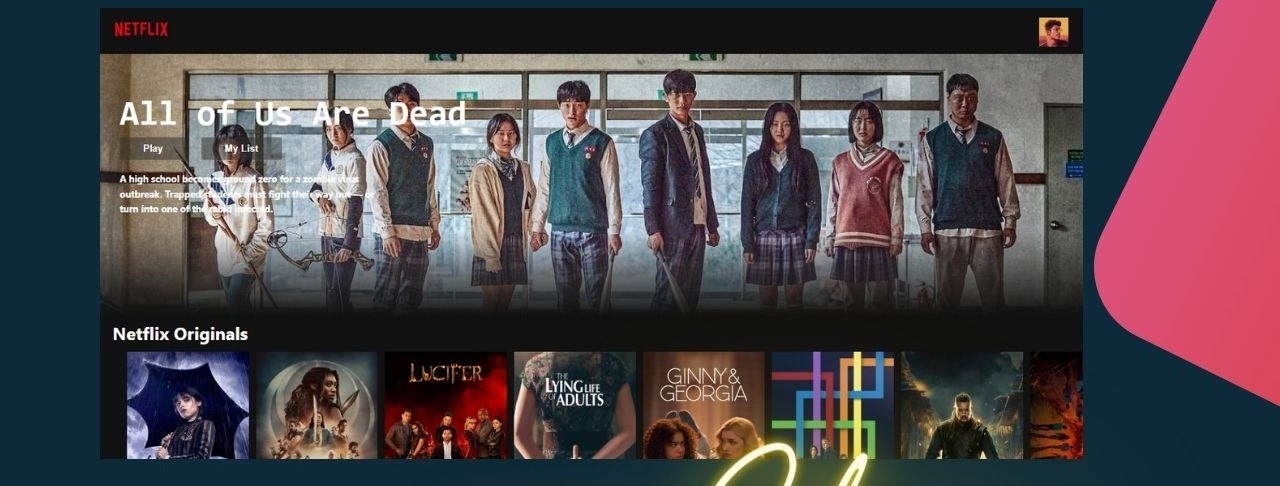 NETFLIX
All of Us Are Dead
Play
My List
A high school becomes ground zero for a zombie virus
outbreak. Trapped students must fight their way out — or
turn into one of the rabid infected.
Netflix Originals
LUCIFER
THE
LYING LIFE
OF ADULTS
GINNY &
GEORGIA